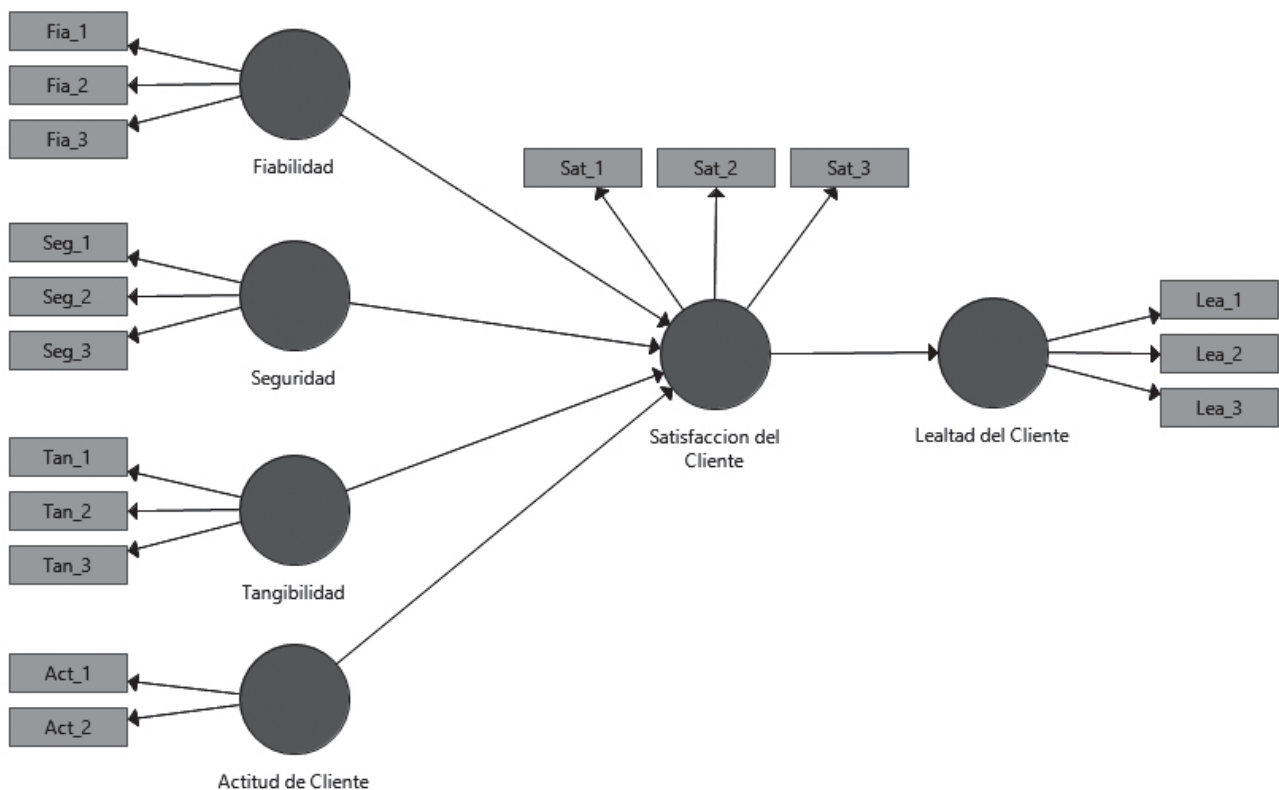 Fia_1
Fia_2
Fia_3
Fiabilidad
Seg_1
Seg_2
Seg_3
Seguridad
Tan_1
Tan_2
Tan_3
Tangibilidad
Act_1
Act_2
Actitud de Cliente
Sat_1
Sat_2
Sat_3
Satisfaccion del
Cliente
Lealtad del Cliente
Lea_1
Lea_2
Lea_3